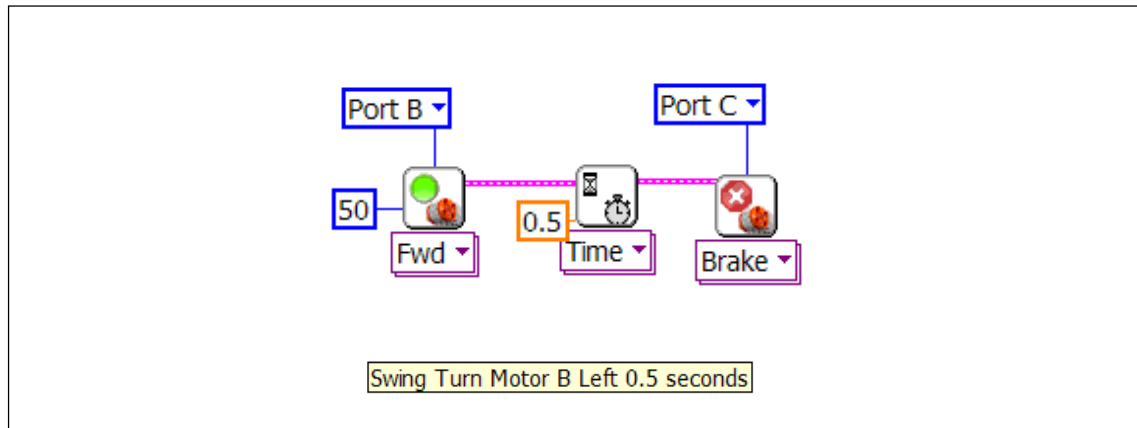 Port B
Port C
50
0.5
Fwd
Time
Brake
Swing Turn Motor B Left 0.5 seconds